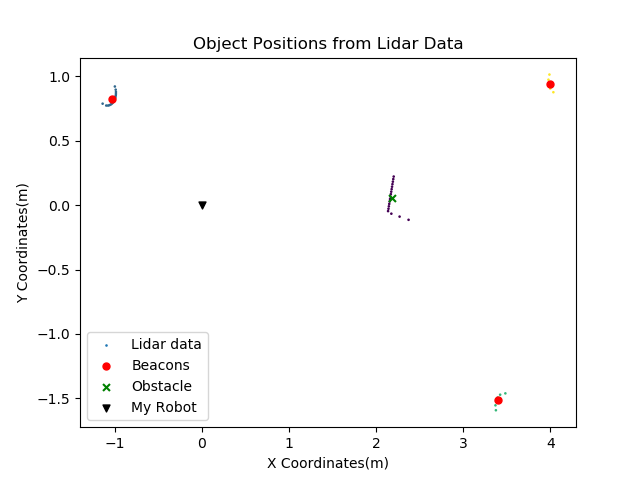 Object Positions from Lidar Data
Y Coordinates(m)
1.0
0.5
0.0
−0.5
−1.0
−1.5
Lidar data
Beacons
Obstacle
My Robot
−1
0
1
2
3
4
X Coordinates(m)